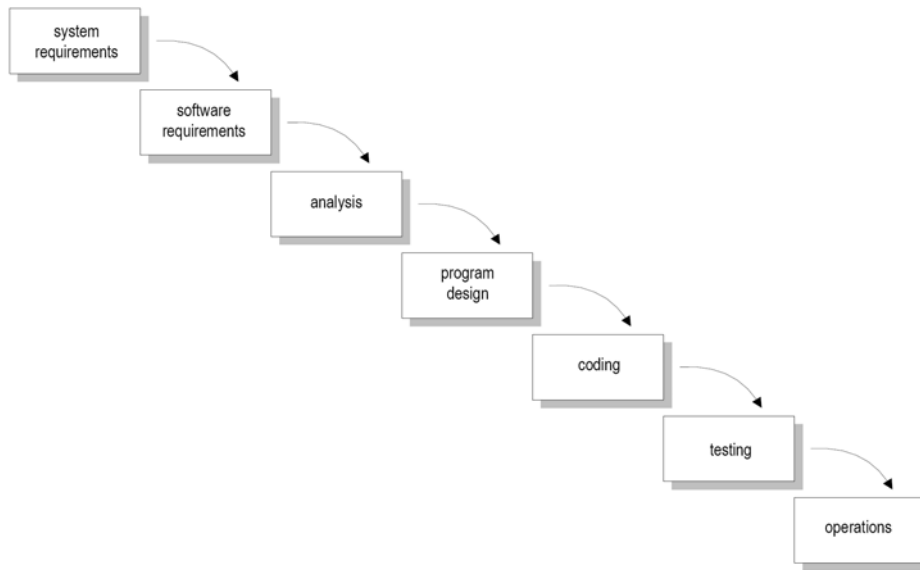 system
requirements
software
requirements
analysis
program
design
coding
testing
operations